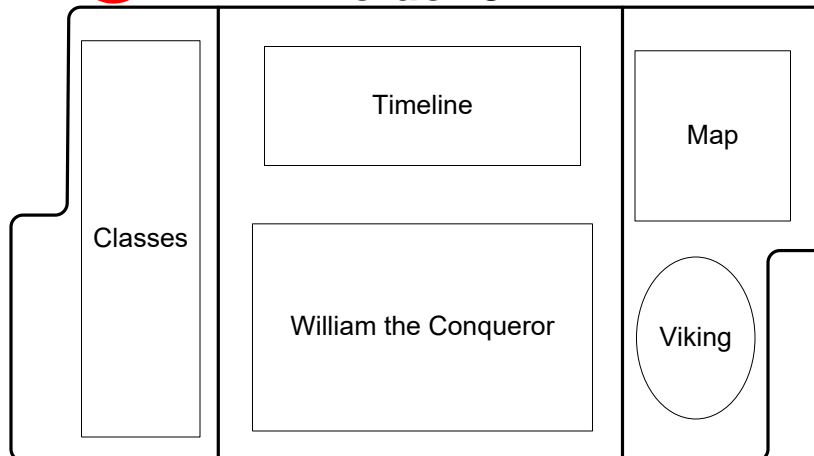 Timeline
Map
Classes
William the Conqueror
Viking